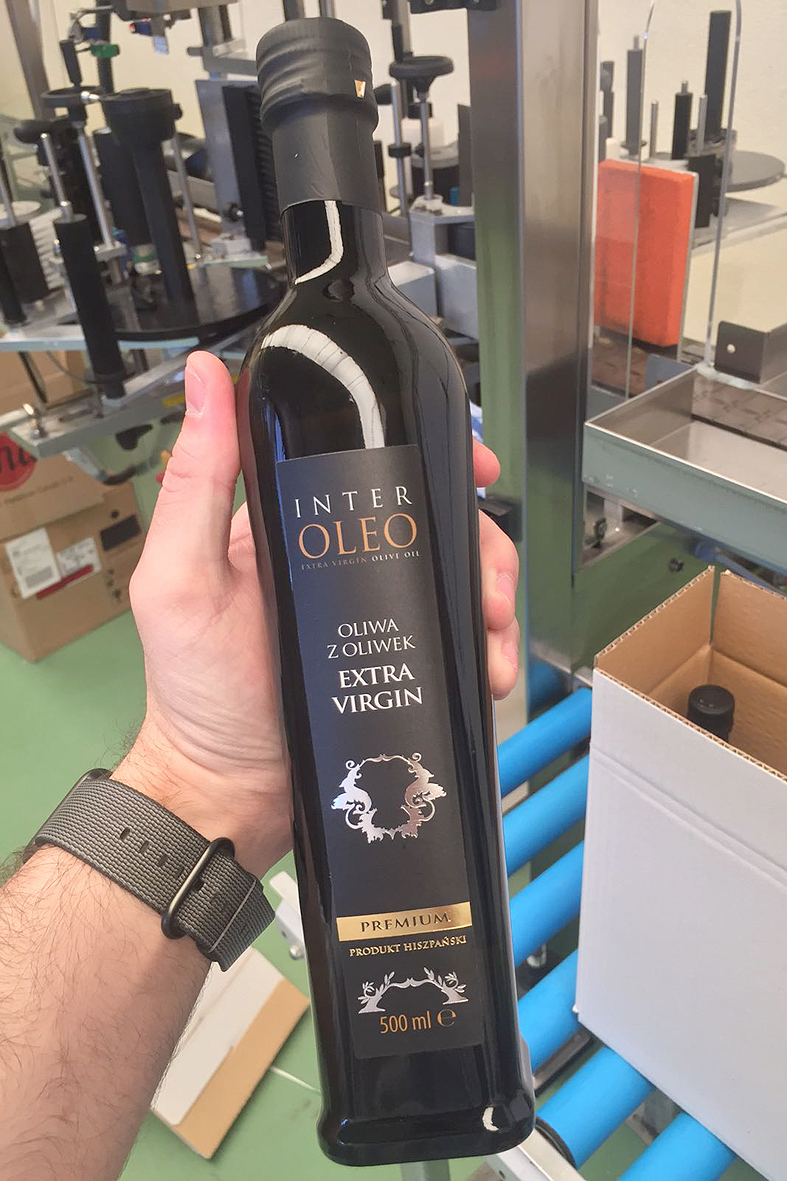 INTER
OLEO
EXTRA VIRGIN OLIVE OIL
OLIWA
Z OLIWEK
EXTRA
VIRGIN
PREMIUM
PRODUKT HISZPAŃSKI
500 ml ℮